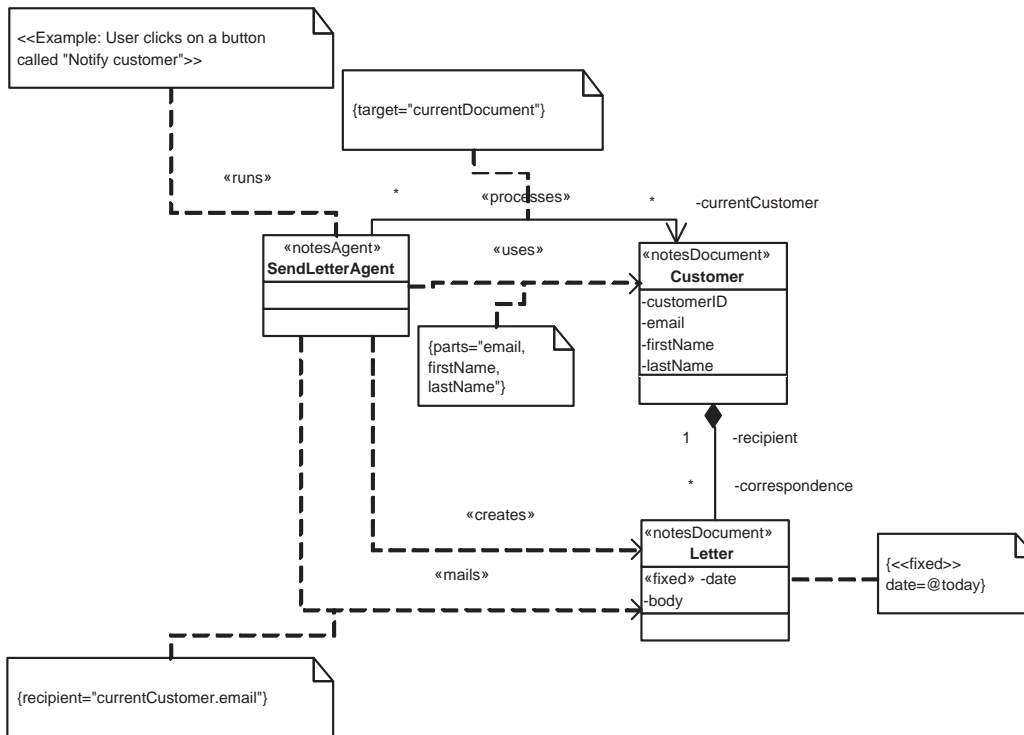 <<Example: User clicks on a button
called "Notify customer">>
{target="currentDocument"}
«runs»
*
«processes»
*
-currentCustomer
«notesAgent»
SendLetterAgent
«uses»
«notesDocument»
Customer
-customerID
-email
-firstName
-lastName
{parts="email,
firstName,
lastName"}
1
-recipient
*
-correspondence
«creates»
«notesDocument»
Letter
«fixed» -date
-body
{<<fixed>>
date=@today}
«mails»
{recipient="currentCustomer.email"}